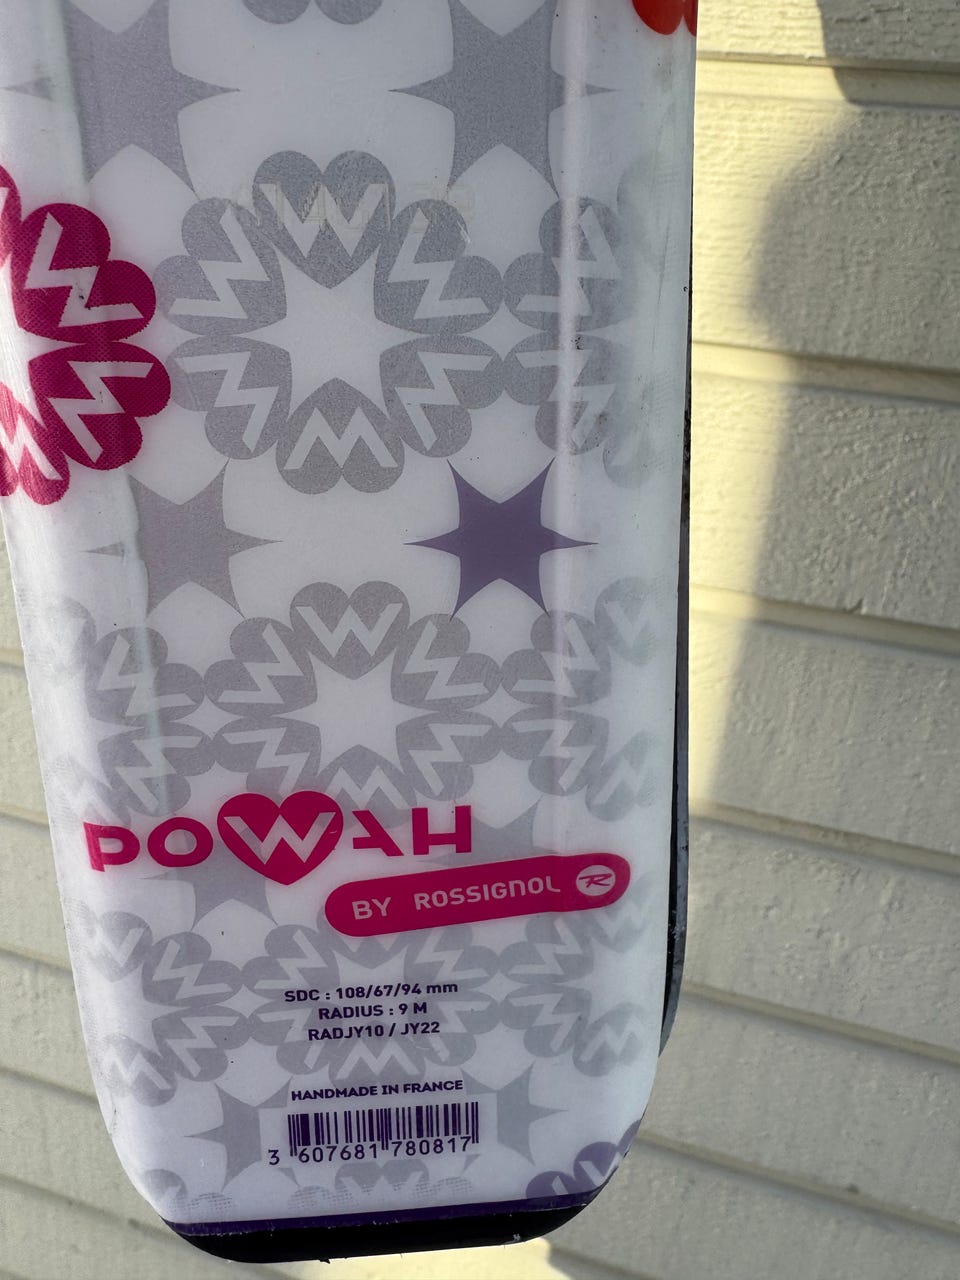 POWAH
BY ROSSIGNOL
SDC : 108/67/94 mm
RADIUS : 9 M
RADJY10 / JY22
HANDMADE IN FRANCE
3 607681 780817